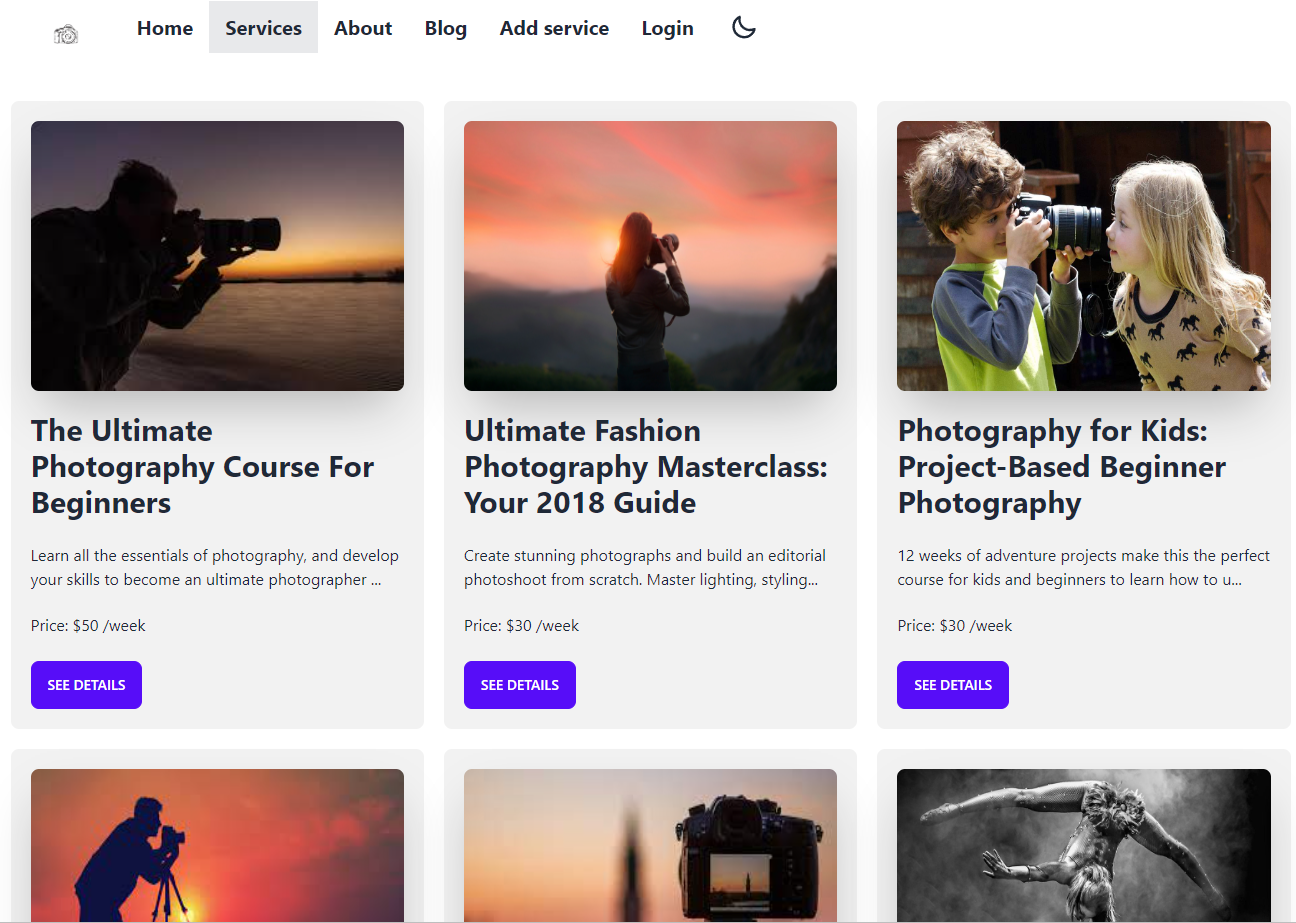 Home Services About Blog Add service Login
The Ultimate
Photography Course For
Beginners
Learn all the essentials of photography, and develop
your skills to become an ultimate photographer ...
Price: $50 /week
SEE DETAILS
Ultimate Fashion
Photography Masterclass:
Your 2018 Guide
Create stunning photographs and build an editorial
photoshoot from scratch. Master lighting, styling...
Price: $30 /week
SEE DETAILS
Photography for Kids:
Project-Based Beginner
Photography
12 weeks of adventure projects make this the perfect
course for kids and beginners to learn how to u...
Price: $30 /week
SEE DETAILS